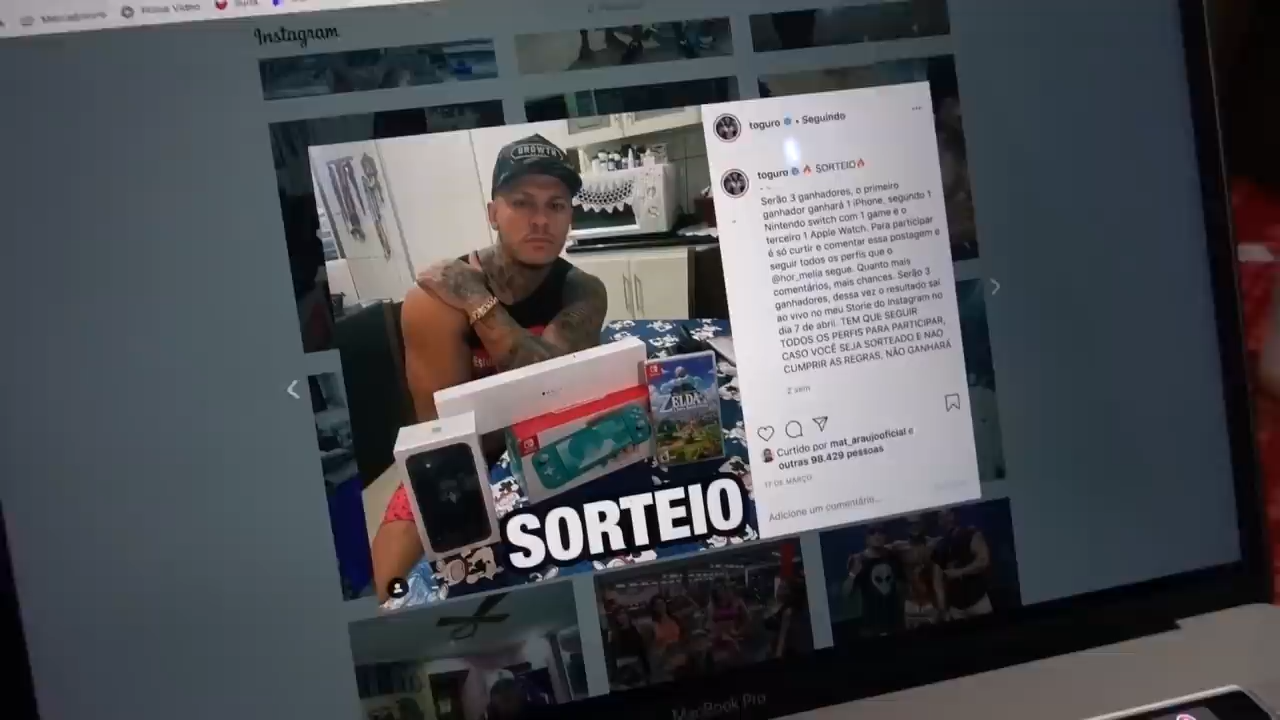 Instagram
toguro • Seguindo
toguro 🔥 SORTEIO🔥
Serão 3 ganhadores, o primeiro
ganhador ganhará 1 iPhone, segundo 1
Nintendo switch com 1 game e o
terceiro 1 Apple Watch. Para participar
é só curtir e comentar essa postagem e
seguir todos os perfis que o
@hor_melia segue. Quanto mais
comentários, mais chances. Serão 3
ganhadores, dessa vez o resultado sai
ao vivo no meu Storie do Instagram no
dia 7 de abril. TEM QUE SEGUIR
TODOS OS PERFIS PARA PARTICIPAR,
CASO VOCÊ SEJA SORTEADO E NAO
CUMPRIR AS REGRAS, NÃO GANHARÁ
2 sem
Curtido por mat_araujooficial e
outras 98.429 pessoas
17 DE MARÇO
Adicione um comentário...
GROWTH
ZELDA
SORTEIO
MacBook Pro